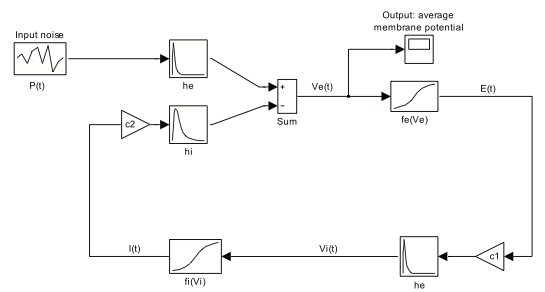 Output: average
membrane potential
Input noise
P(t)
he
+
−
Sum
Ve(t)
fe(Ve)
E(t)
c2
hi
I(t)
fi(Vi)
Vi(t)
he
c1